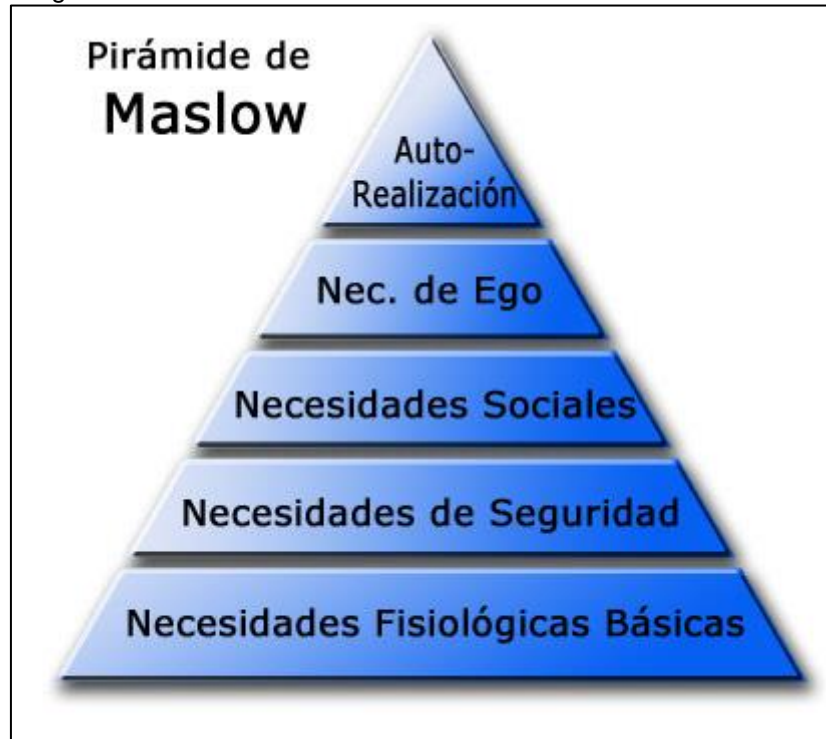 Pirámide de
Maslow
Auto-
Realización
Nec. de Ego
Necesidades Sociales
Necesidades de Seguridad
Necesidades Fisiológicas Básicas